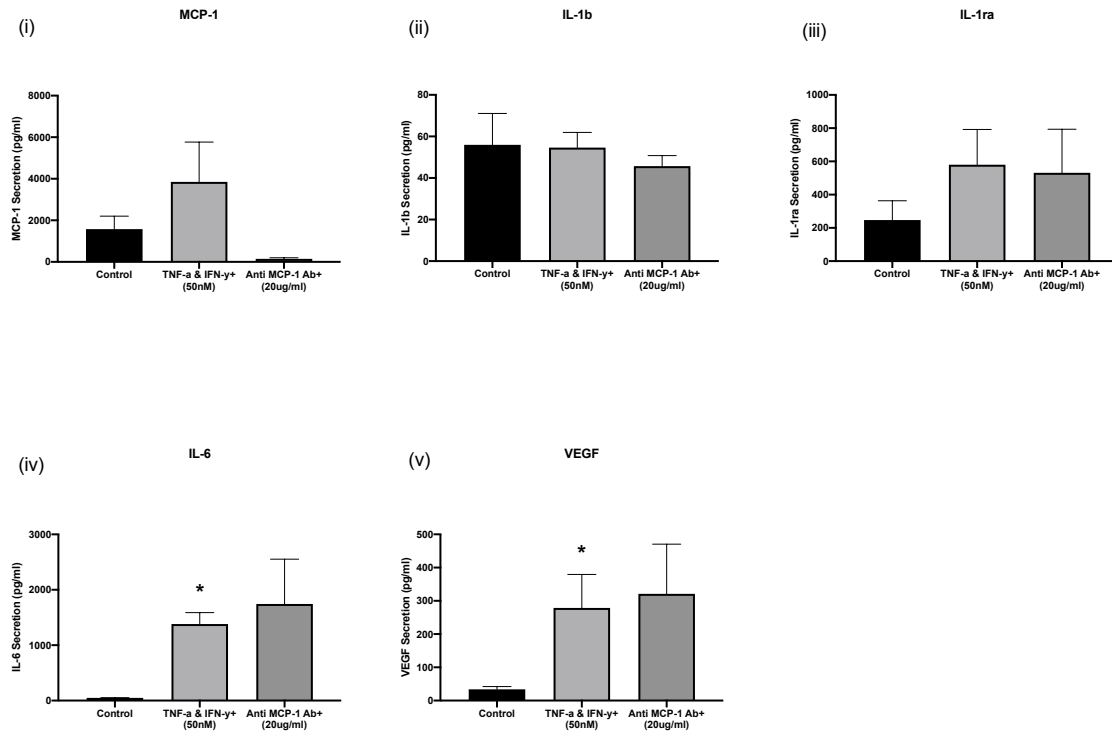 (i)
MCP-1
MCP-1 Secretion (pg/ml)
8000
6000
4000
2000
0
Control
TNF-a & IFN-y+
(50nM)
Anti MCP-1 Ab+
(20ug/ml)
(ii)
IL-1b
IL-1b Secretion (pg/ml)
80
60
40
20
0
Control
TNF-a & IFN-y+
(50nM)
Anti MCP-1 Ab+
(20ug/ml)
(iii)
IL-1ra
IL-1ra Secretion (pg/ml)
1000
800
600
400
200
0
Control
TNF-a & IFN-y+
(50nM)
Anti MCP-1 Ab+
(20ug/ml)
(iv)
IL-6
IL-6 Secretion (pg/ml)
3000
2000
1000
0
*
Control
TNF-a & IFN-y+
(50nM)
Anti MCP-1 Ab+
(20ug/ml)
(v)
VEGF
VEGF Secretion (pg/ml)
500
400
300
200
100
0
*
Control
TNF-a & IFN-y+
(50nM)
Anti MCP-1 Ab+
(20ug/ml)